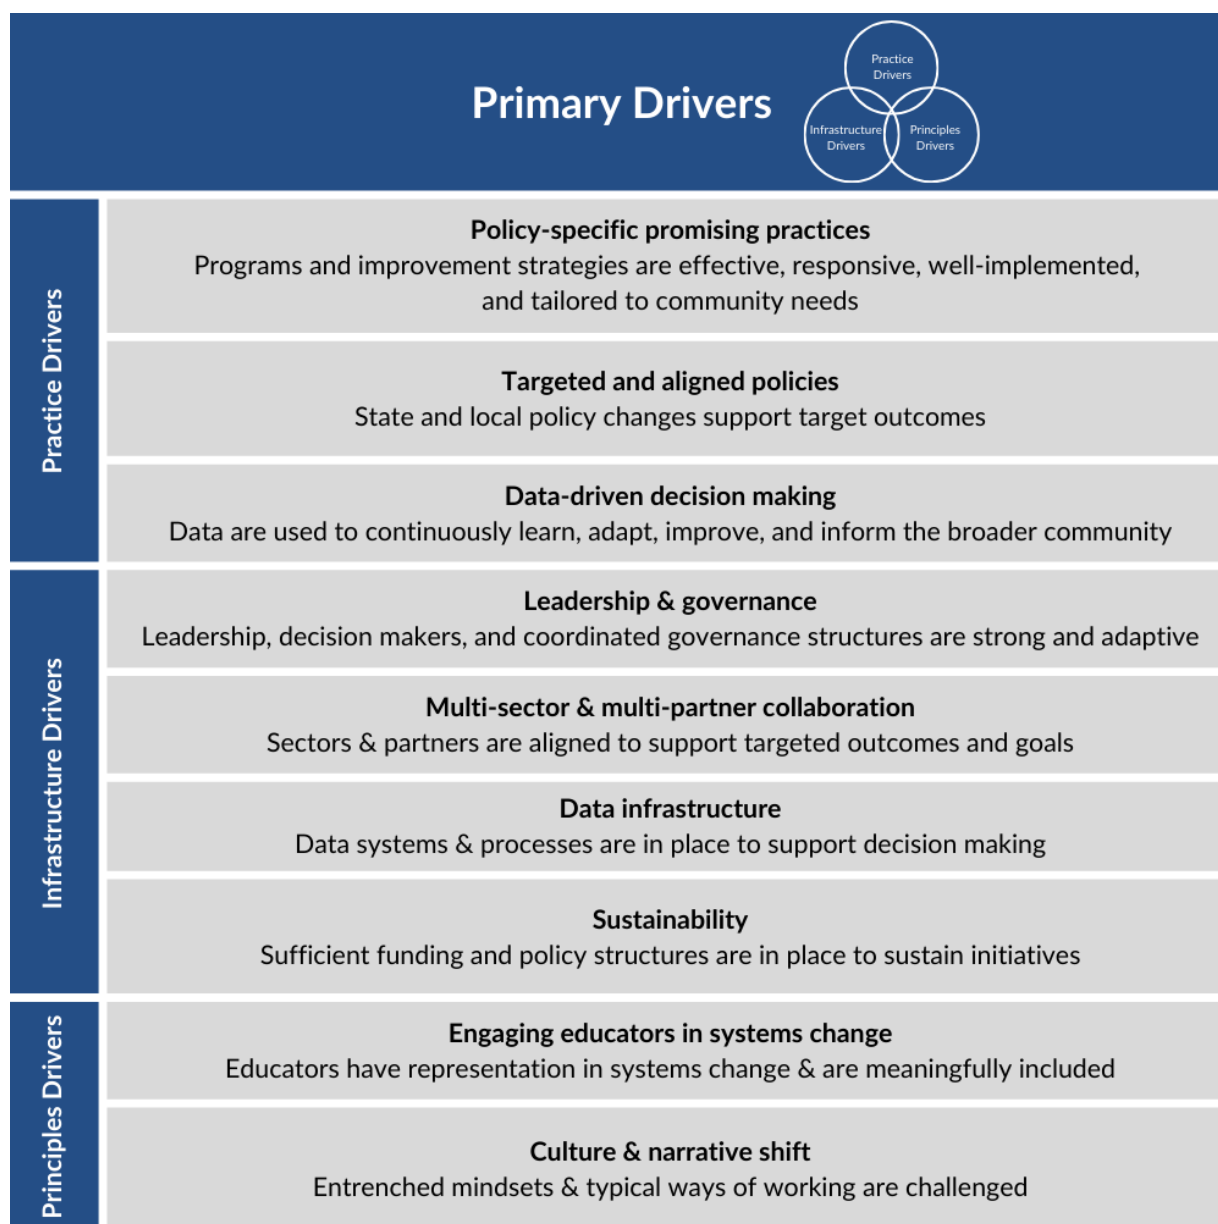 Primary Drivers
Practice
Drivers
Infrastructure
Drivers
Principles
Drivers
Practice Drivers
Policy-specific promising practices
Programs and improvement strategies are effective, responsive, well-implemented,
and tailored to community needs
Targeted and aligned policies
State and local policy changes support target outcomes
Data-driven decision making
Data are used to continuously learn, adapt, improve, and inform the broader community
Infrastructure Drivers
Leadership & governance
Leadership, decision makers, and coordinated governance structures are strong and adaptive
Multi-sector & multi-partner collaboration
Sectors & partners are aligned to support targeted outcomes and goals
Data infrastructure
Data systems & processes are in place to support decision making
Sustainability
Sufficient funding and policy structures are in place to sustain initiatives
Principles Drivers
Engaging educators in systems change
Educators have representation in systems change & are meaningfully included
Culture & narrative shift
Entrenched mindsets & typical ways of working are challenged